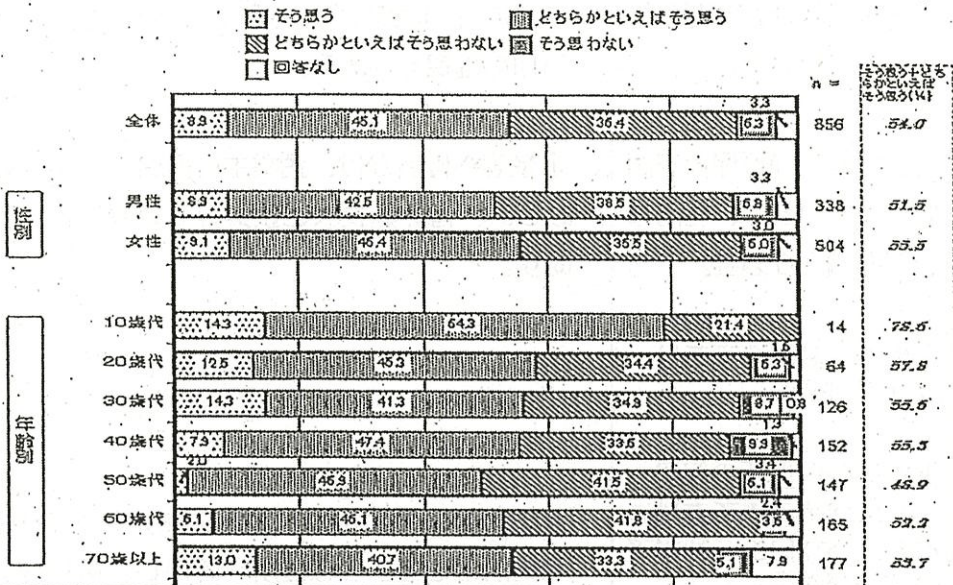 そう思う どちらかといえばそう思う
どちらかといえばそう思わない そう思わない
回答なし
n =
そう思う+どち
らかといえば
そう思う(%)
3.3
全体 8.9 45.1 36.4 6.3 856 54.0
性別
3.3
男性 8.9 42.6 38.5 6.8 338 51.5
3.0
女性 9.1 46.4 35.5 6.0 504 55.5
年齢別
10歳代 14.3 64.3 21.4 14 78.6
1.6
20歳代 12.5 45.3 34.4 6.3 64 57.8
30歳代 14.3 41.3 34.9 8.7 0.8 126 55.6
1.3
40歳代 7.9 47.4 33.6 9.9 152 55.3
2.0 3.4
50歳代 46.9 41.5 6.1 147 48.9
2.4
60歳代 6.1 46.1 41.8 3.6 165 52.2
70歳以上 13.0 40.7 33.3 5.1 7.9 177 53.7